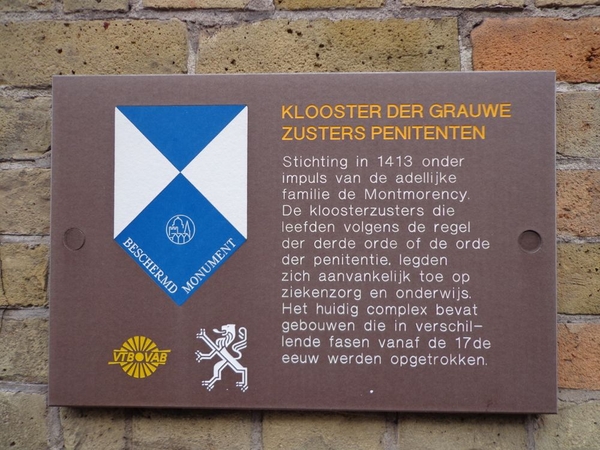 KLOOSTER DER GRAUWE
ZUSTERS PENITENTEN
Stichting in 1413 onder
impuls van de adellijke
familie de Montmorency.
De kloosterzusters die
leefden volgens de regel
der derde orde of de orde
der penitentie, legden
zich aanvankelijk toe op
ziekenzorg en onderwijs.
Het huidig complex bevat
gebouwen die in verschil-
lende fasen vanaf de 17de
eeuw werden opgetrokken.
BESCHERMD MONUMENT
VTB VAB